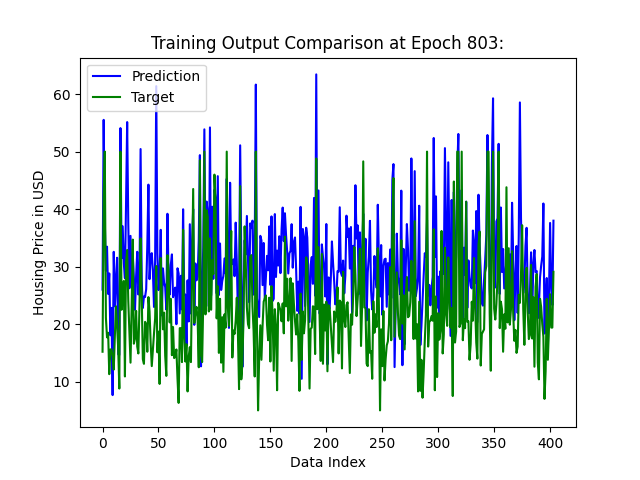 Training Output Comparison at Epoch 803:
Prediction
Target
Housing Price in USD
60
50
40
30
20
10
0 50 100 150 200 250 300 350 400
Data Index